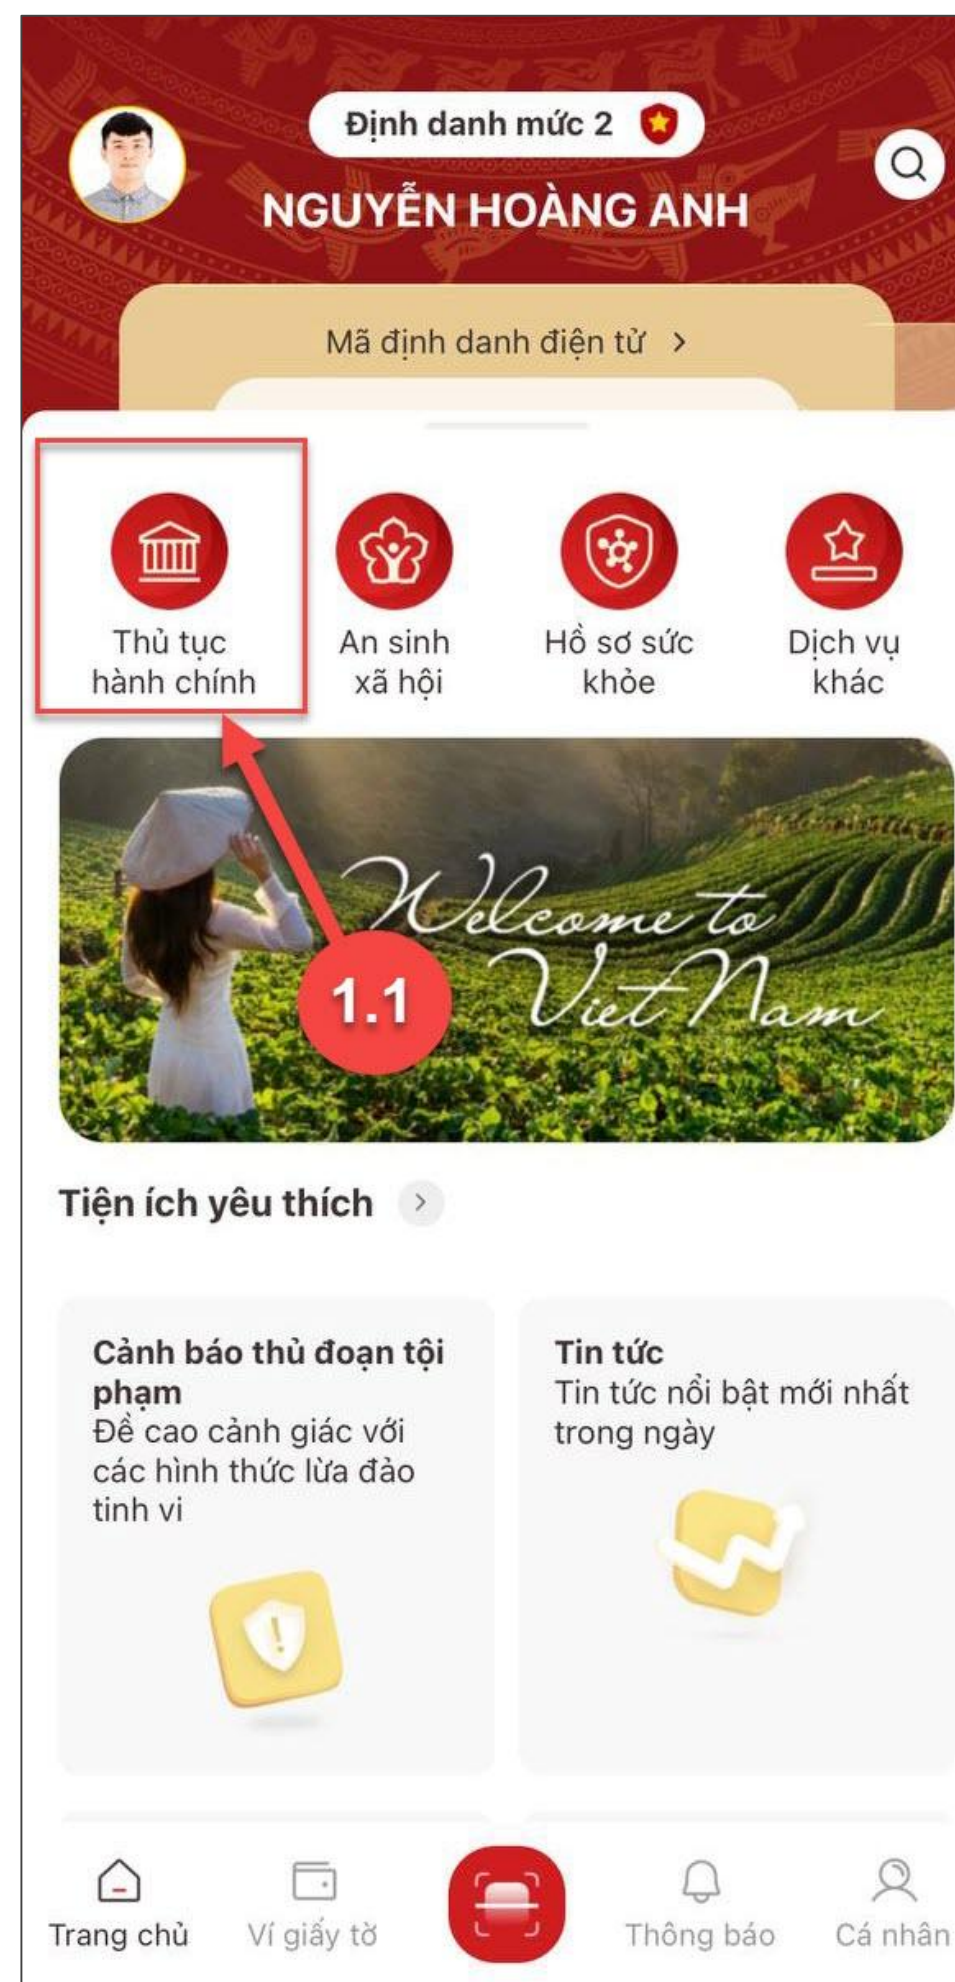 Định danh mức 2
NGUYỄN HOÀNG ANH
Mã định danh điện tử >
Thủ tục
hành chính
An sinh
xã hội
Hồ sơ sức
khỏe
Dịch vụ
khác
Welcome to
Viet Nam
1.1
Tiện ích yêu thích >
Cảnh báo thủ đoạn tội
phạm
Đề cao cảnh giác với
các hình thức lừa đảo
tinh vi
Tin tức
Tin tức nổi bật mới nhất
trong ngày
Trang chủ
Ví giấy tờ
Thông báo
Cá nhân